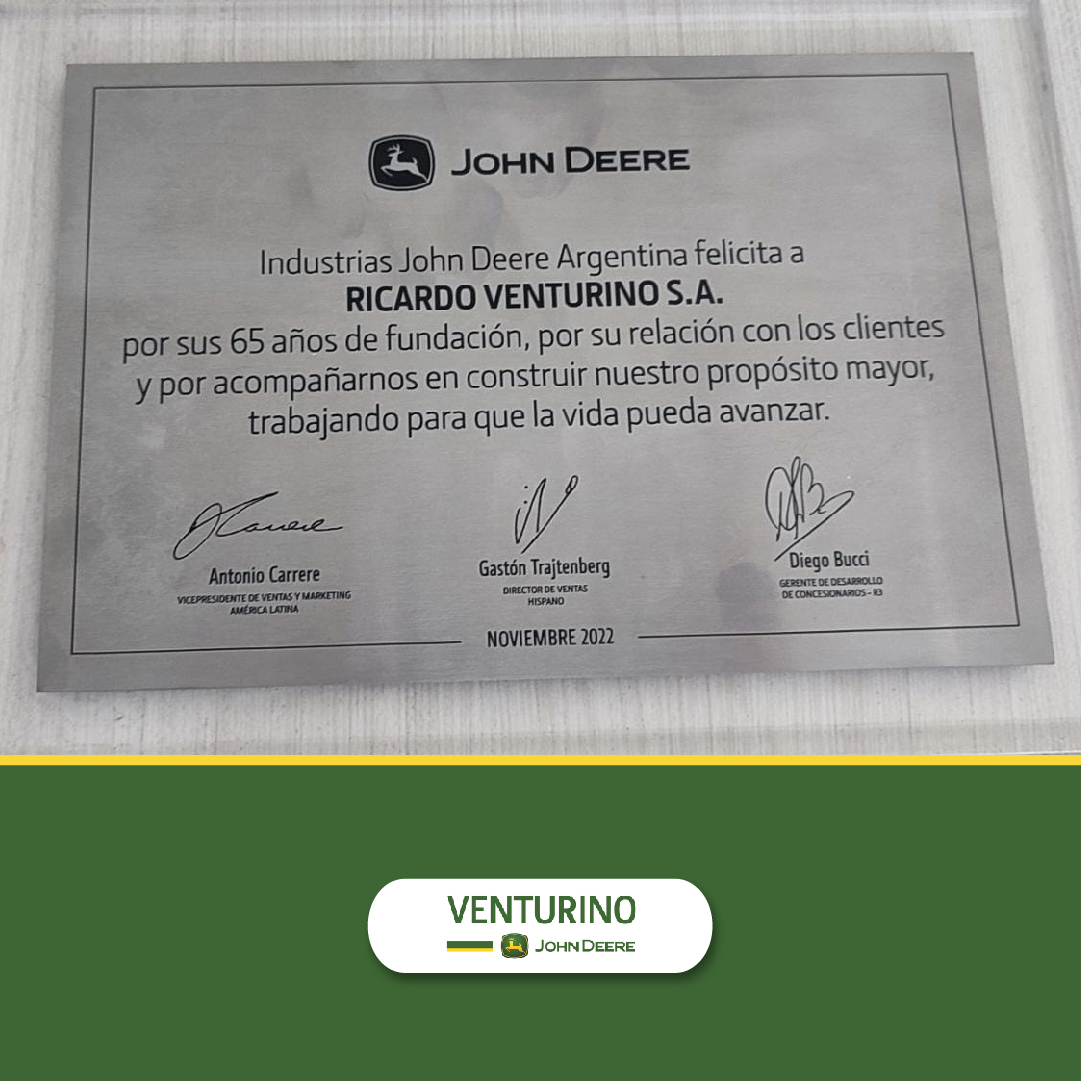 JOHN DEERE
Industrias John Deere Argentina felicita a
RICARDO VENTURINO S.A.
por sus 65 años de fundación, por su relación con los clientes
y por acompañarnos en construir nuestro propósito mayor,
trabajando para que la vida pueda avanzar.
Antonio Carrere
VICEPRESIDENTE DE VENTAS Y MARKETING
AMÉRICA LATINA
Gastón Trajtenberg
DIRECTOR DE VENTAS
HISPANO
Diego Bucci
GERENTE DE DESARROLLO
DE CONCESIONARIOS - R3
NOVIEMBRE 2022
VENTURINO
JOHN DEERE